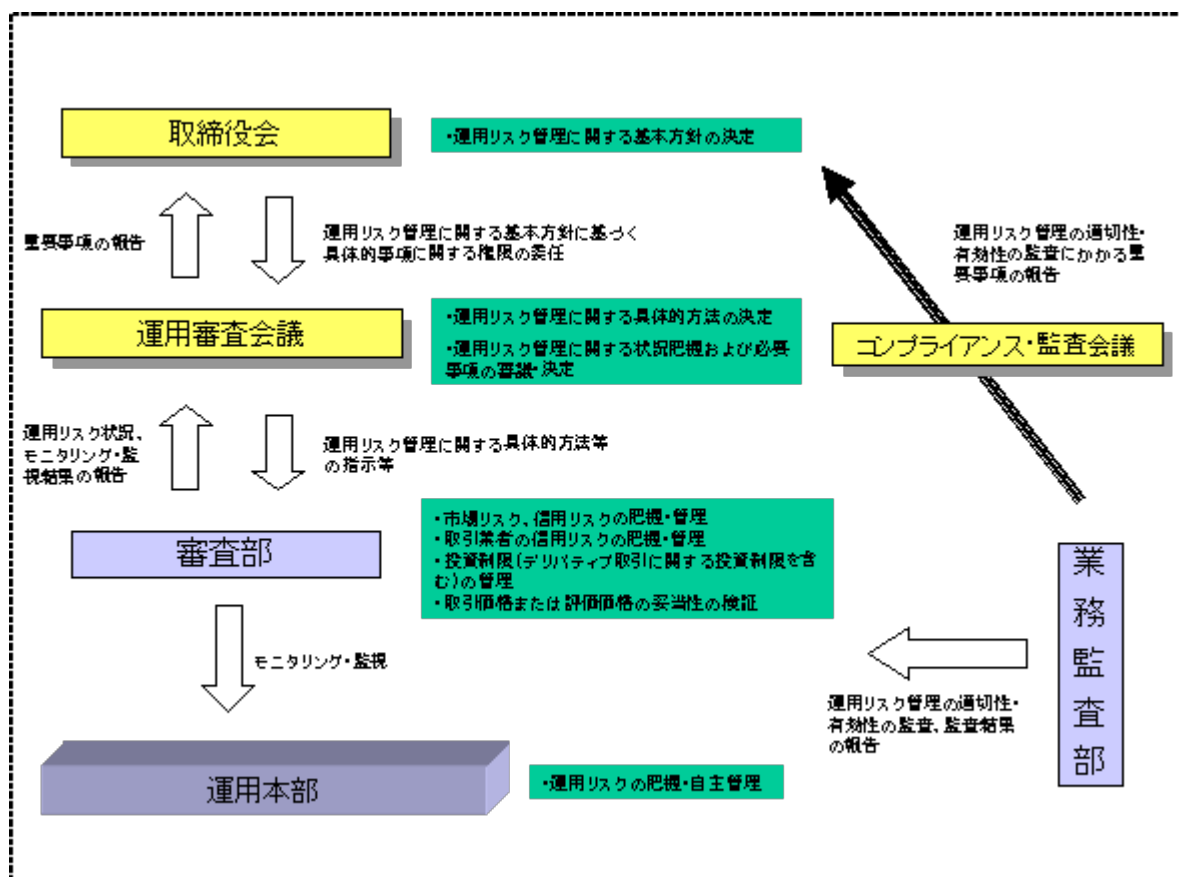 取締役会
・運用リスク管理に関する基本方針の決定
重要事項の報告
運用リスク管理に関する基本方針に基づく
具体的事項に関する権限の委任
運用リスク管理の適切性・
有効性の監査にかかる重
要事項の報告
運用審査会議
・運用リスク管理に関する具体的方法の決定
・運用リスク管理に関する状況把握および必要
事項の審議・決定
コンプライアンス・監査会議
運用リスク状況、
モニタリング・監
視結果の報告
運用リスク管理に関する具体的方法等
の指示等
審査部
・市場リスク、信用リスクの把握・管理
・取引業者の信用リスクの把握・管理
・投資制限(デリバティブ取引に関する投資制限を含
む)の管理
・取引価格または評価価格の妥当性の検証
業務監査部
モニタリング・監視
運用リスク管理の適切性・
有効性の監査、監査結果
の報告
運用本部
・運用リスクの把握・自主管理